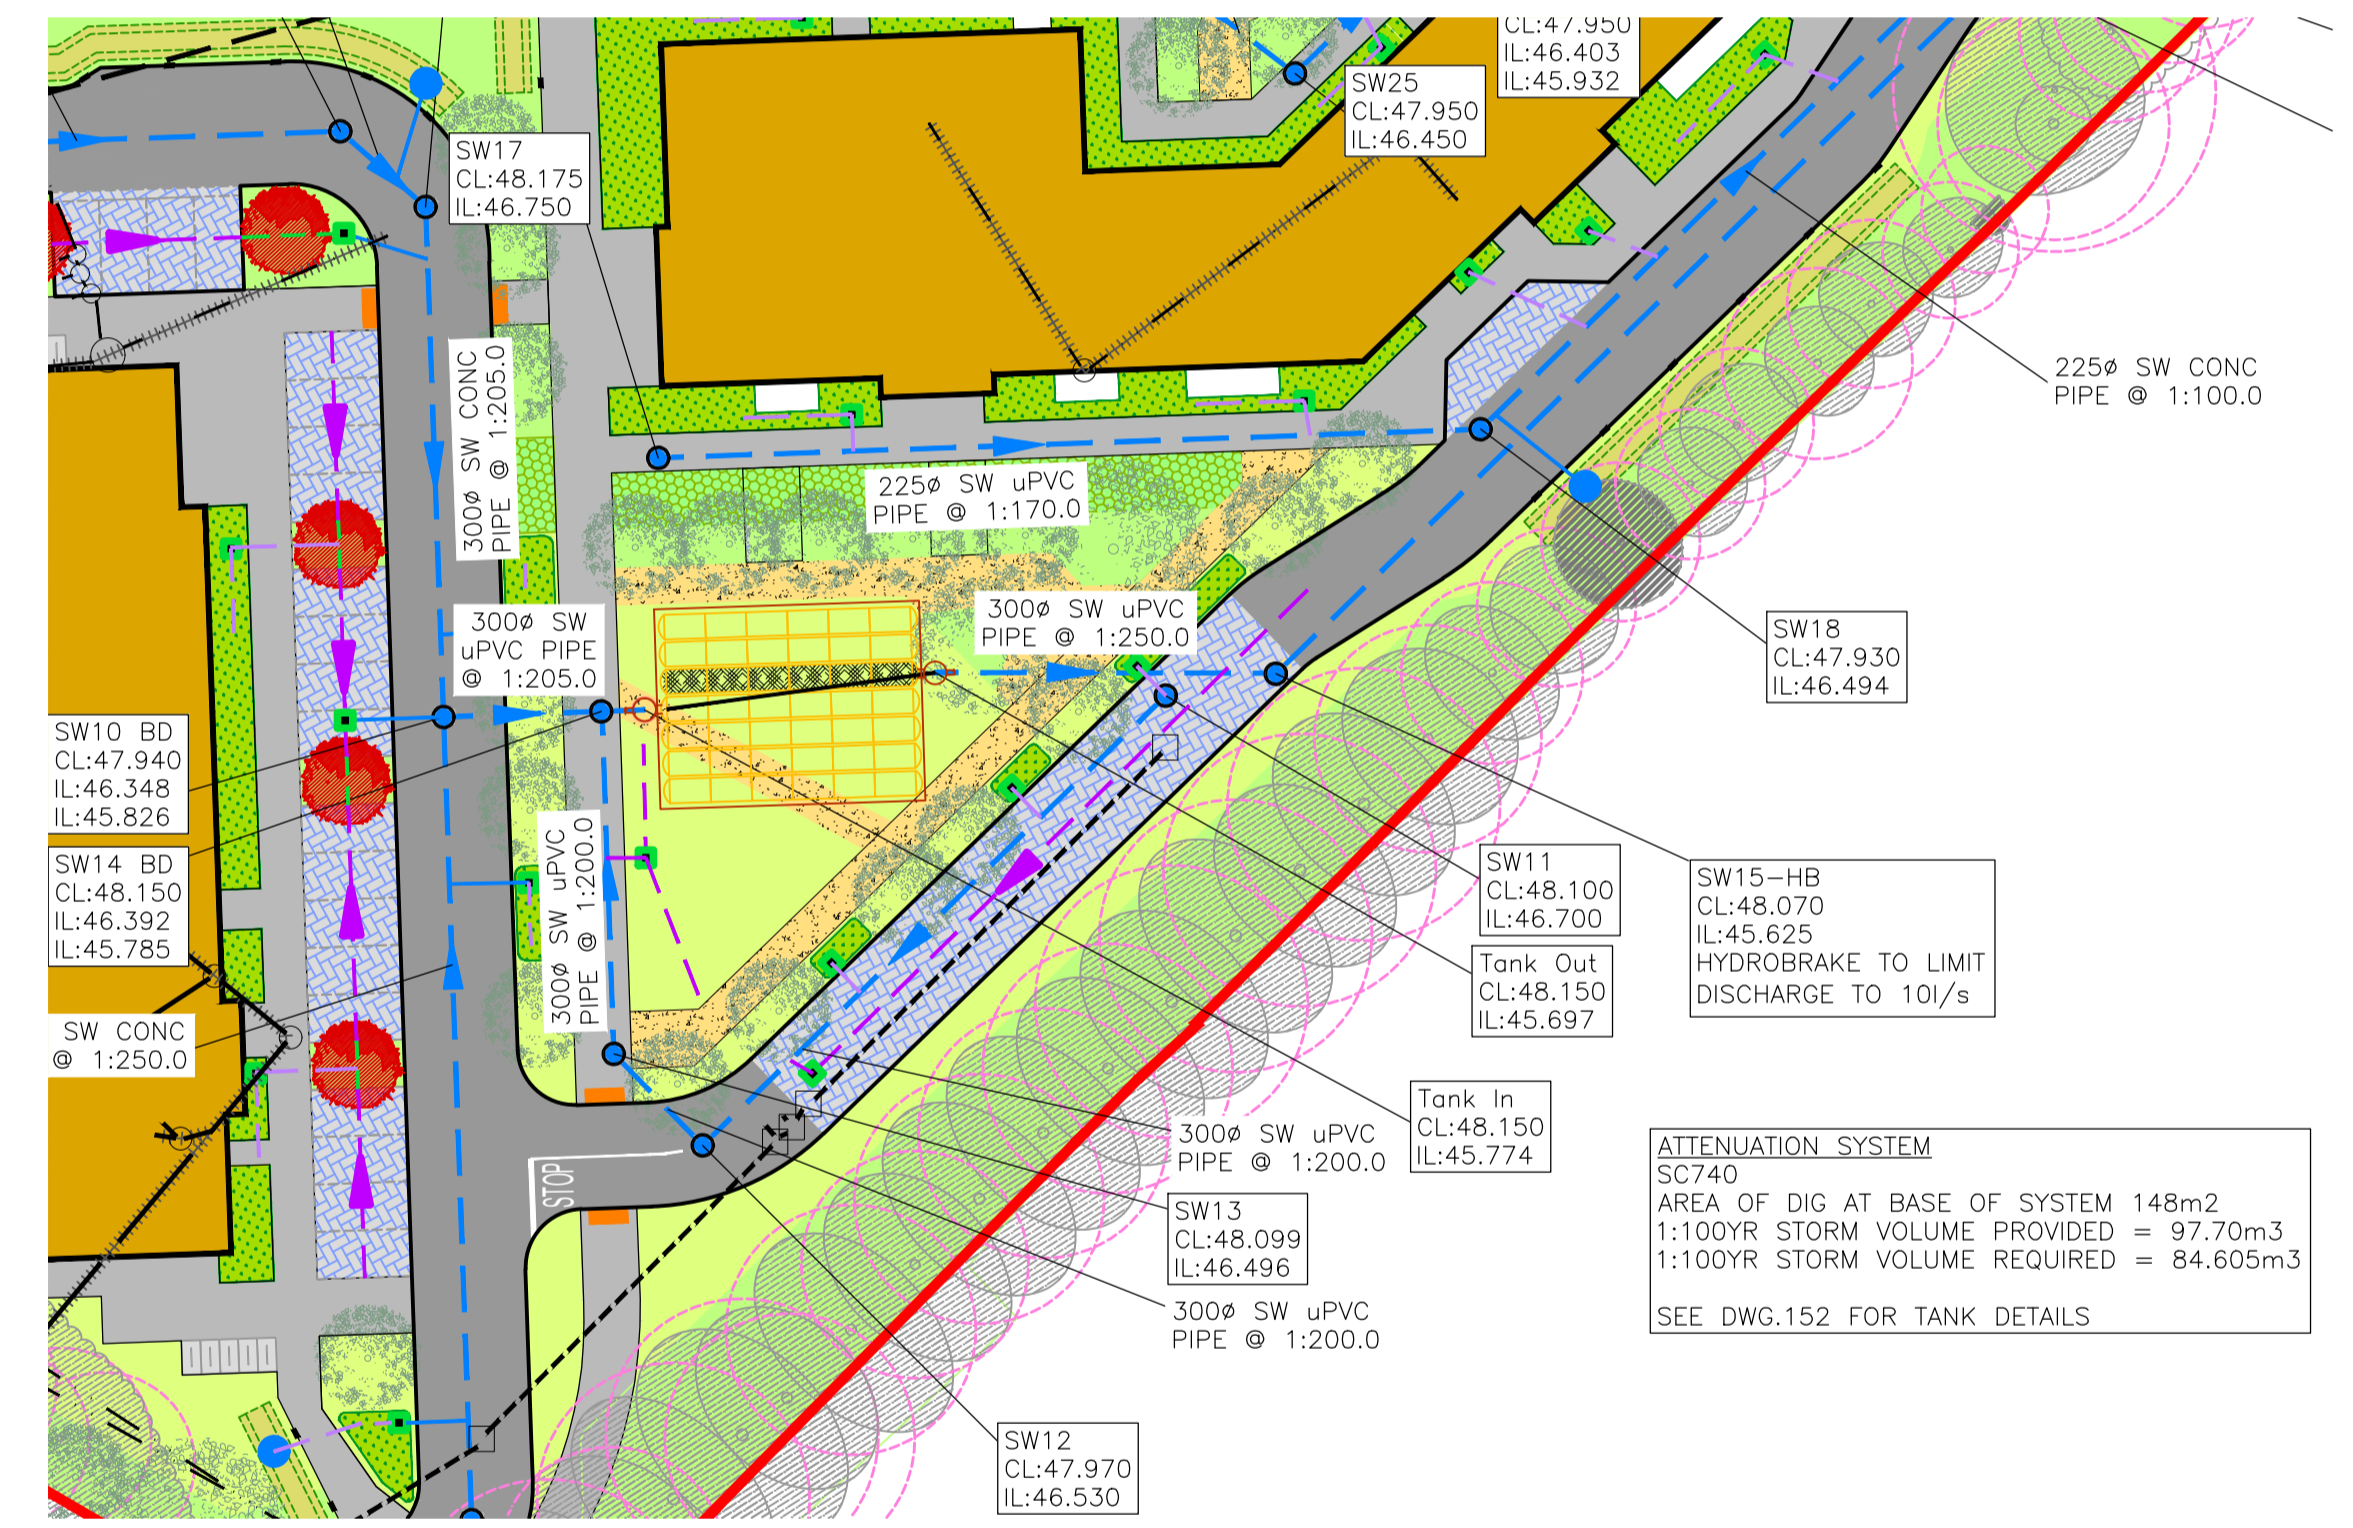 CL:47.950
IL:46.403
IL:45.932
SW25
CL:47.950
IL:46.450
SW17
CL:48.175
IL:46.750
300ø SW CONC
PIPE @ 1:205.0
225ø SW CONC
PIPE @ 1:100.0
225ø SW uPVC
PIPE @ 1:170.0
300ø SW
uPVC PIPE
@ 1:205.0
300ø SW uPVC
PIPE @ 1:250.0
SW18
CL:47.930
IL:46.494
SW10 BD
CL:47.940
IL:46.348
IL:45.826
SW14 BD
CL:48.150
IL:46.392
IL:45.785
300ø SW uPVC
PIPE @ 1:200.0
SW11
CL:48.100
IL:46.700
SW15-HB
CL:48.070
IL:45.625
HYDROBRAKE TO LIMIT
DISCHARGE TO 10l/s
Tank Out
CL:48.150
IL:45.697
SW CONC
@ 1:250.0
Tank In
CL:48.150
IL:45.774
300ø SW uPVC
PIPE @ 1:200.0
STOP
SW13
CL:48.099
IL:46.496
ATTENUATION SYSTEM
SC740
AREA OF DIG AT BASE OF SYSTEM 148m2
1:100YR STORM VOLUME PROVIDED = 97.70m3
1:100YR STORM VOLUME REQUIRED = 84.605m3
SEE DWG.152 FOR TANK DETAILS
300ø SW uPVC
PIPE @ 1:200.0
SW12
CL:47.970
IL:46.530